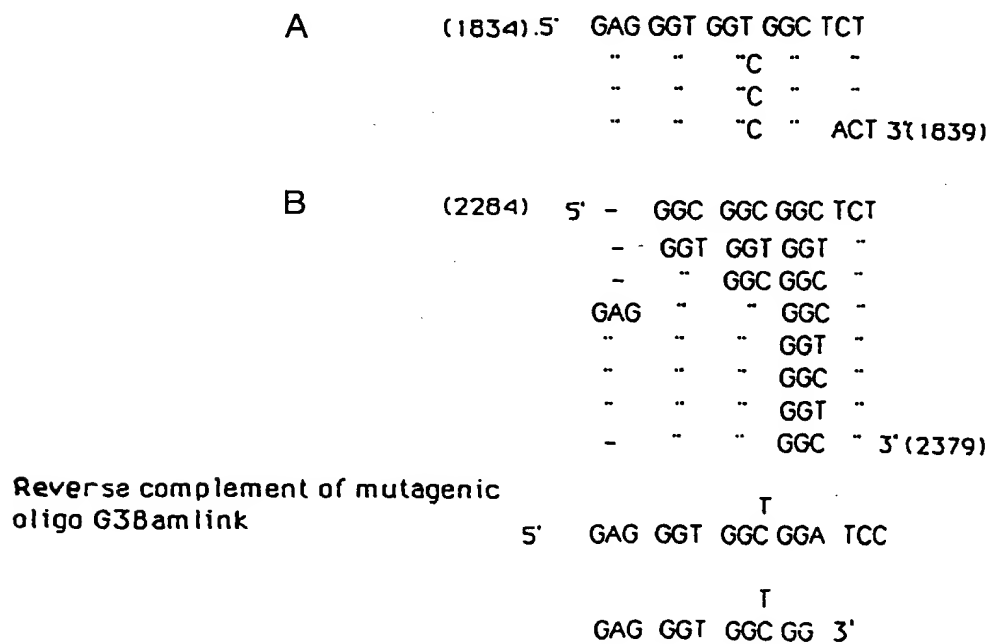 A (1834).5' GAG GGT GGT GGC TCT
" " "C " "
" " "C " "
" " "C " ACT 3'(1839)
B (2284) 5' - GGC GGC GGC TCT
- GGT GGT GGT "
- " GGC GGC "
GAG " " GGC "
" " " GGT "
" " " GGC "
" " " GGT "
- " " GGC " 3'(2379)
Reverse complement of mutagenic
oligo G3Bamlink
T
5' GAG GGT GGC GGA TCC
T
GAG GGT GGC GG 3'